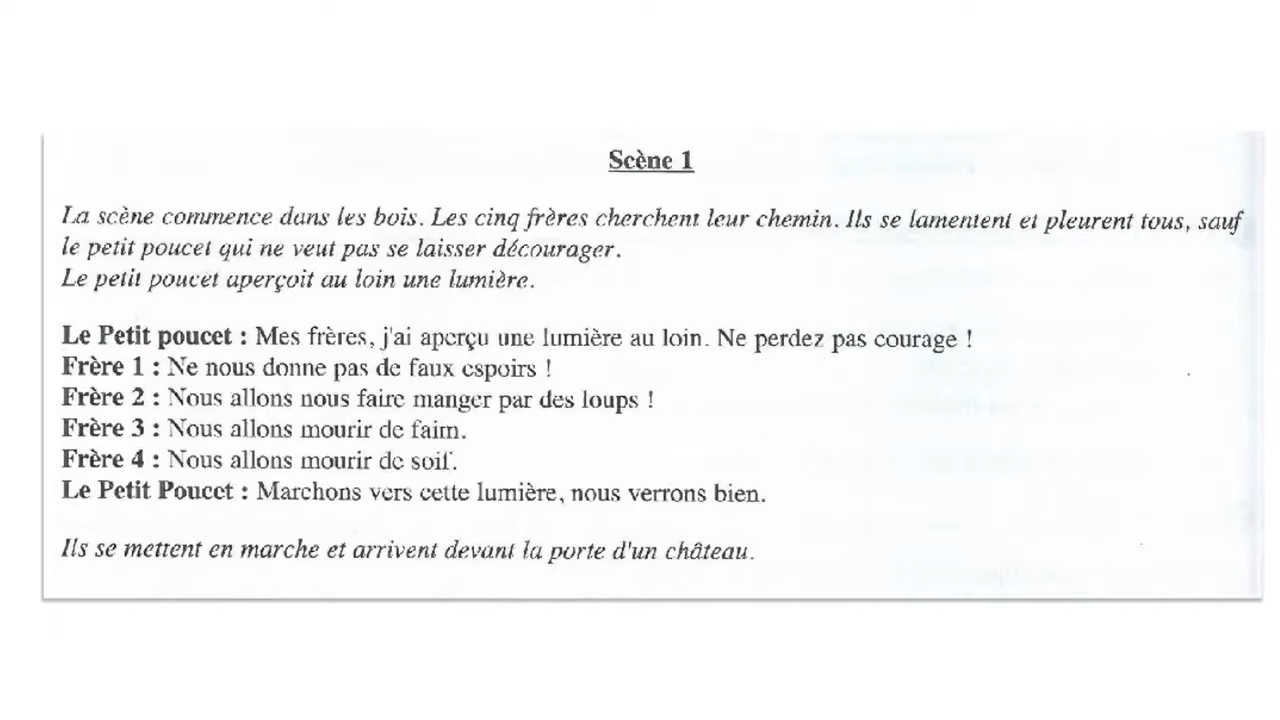 Scène 1
La scène commence dans les bois. Les cinq frères cherchent leur chemin. Ils se lamentent et pleurent tous, sauf
le petit poucet qui ne veut pas se laisser décourager.
Le petit poucet aperçoit au loin une lumière.
Le Petit poucet : Mes frères, j'ai aperçu une lumière au loin. Ne perdez pas courage !
Frère 1 : Ne nous donne pas de faux espoirs !
Frère 2 : Nous allons nous faire manger par des loups !
Frère 3 : Nous allons mourir de faim.
Frère 4 : Nous allons mourir de soif.
Le Petit Poucet : Marchons vers cette lumière, nous verrons bien.
Ils se mettent en marche et arrivent devant la porte d'un château.